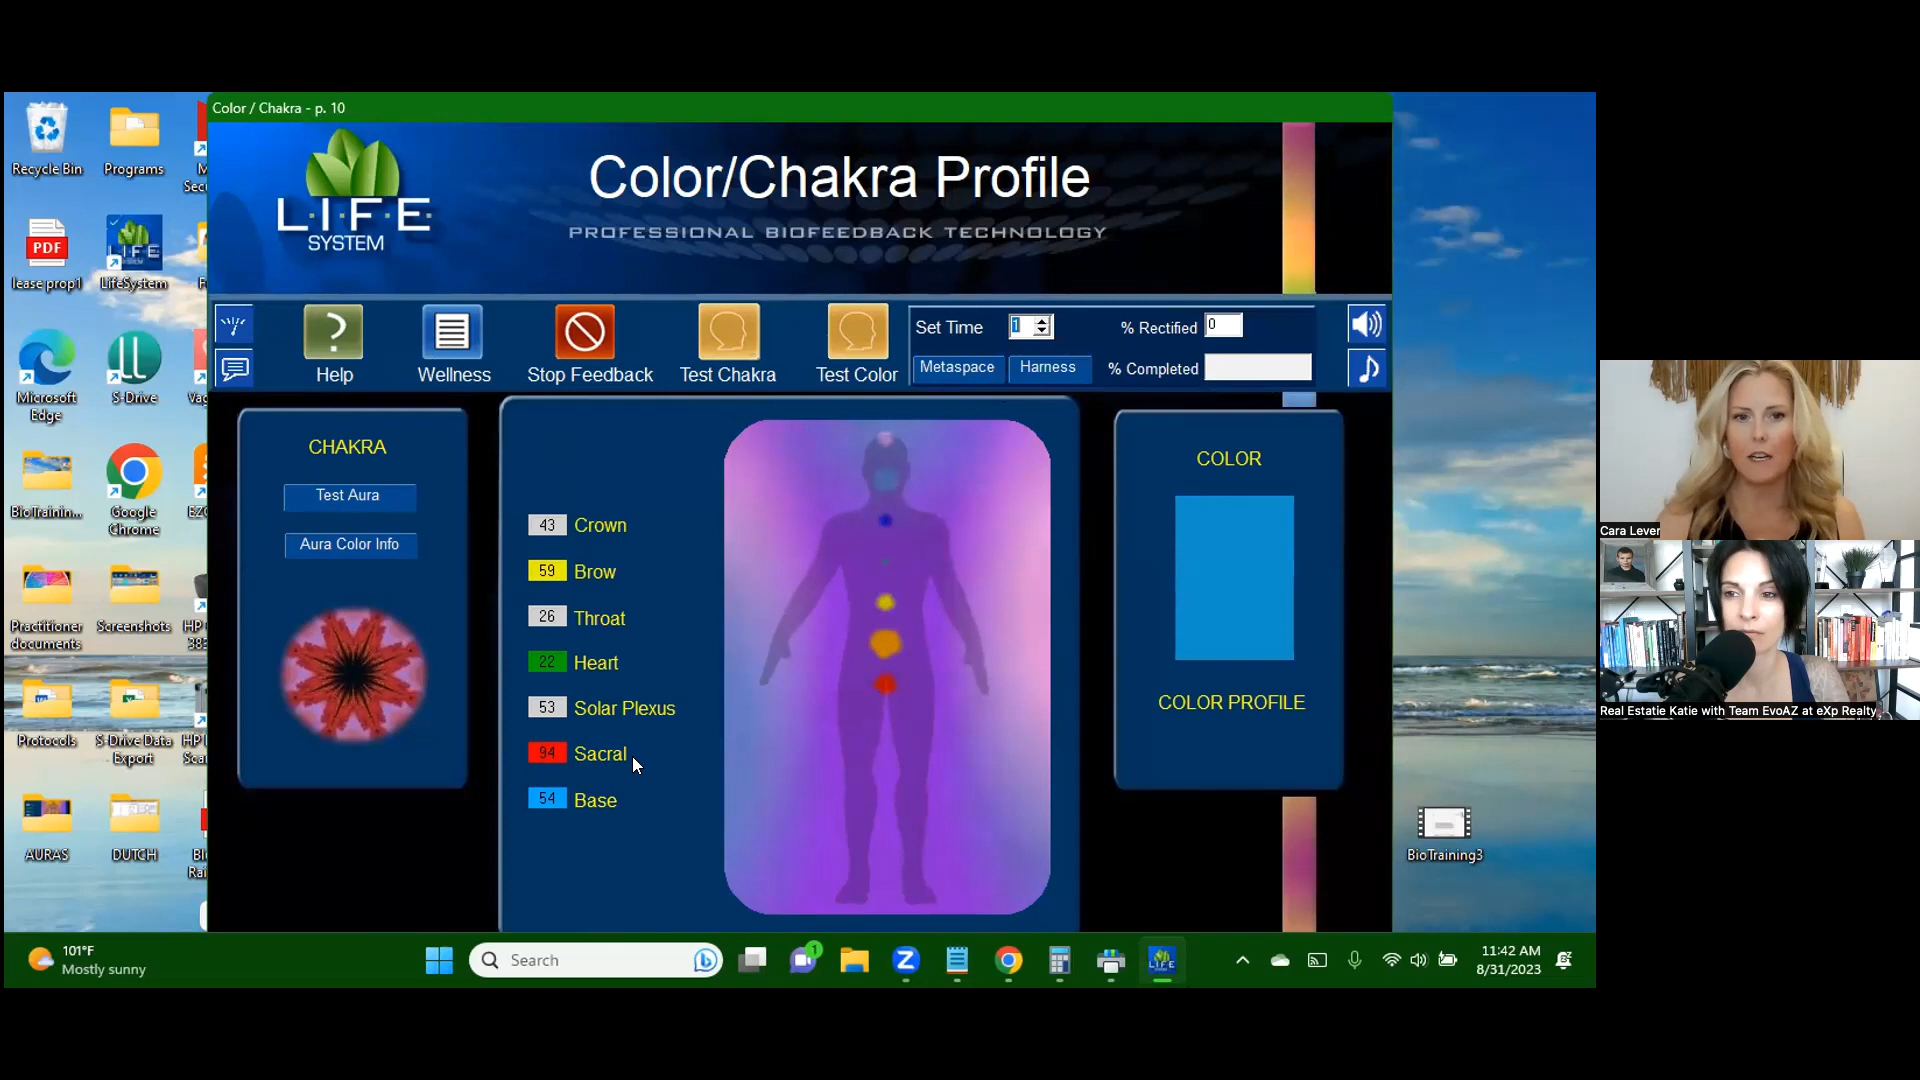 Color / Chakra - p. 10
L·I·F·E
SYSTEM
Color/Chakra Profile
PROFESSIONAL BIOFEEDBACK TECHNOLOGY
Recycle Bin
Programs
lease prop1
LifeSystem
Microsoft
Edge
S-Drive
BioTrainin...
Google
Chrome
Practitioner
documents
Screenshots
Protocols
S-Drive Data
Export
AURAS
DUTCH
PDF
?
Help
Wellness
Stop Feedback
Test Chakra
Test Color
Set Time
1
% Rectified
0
Metaspace
Harness
% Completed
CHAKRA
Test Aura
Aura Color Info
43 Crown
59 Brow
26 Throat
22 Heart
53 Solar Plexus
94 Sacral
54 Base
COLOR
COLOR PROFILE
BioTraining3
Cara Lever
Real Estatie Katie with Team EvoAZ at eXp Realty
101°F
Mostly sunny
Search
1
LIFE
11:42 AM
8/31/2023